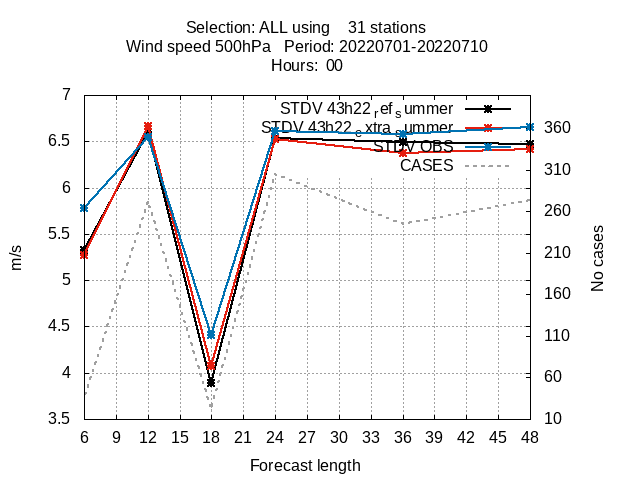 Selection: ALL using    31 stations
Wind speed 500hPa   Period: 20220701-20220710
Hours:  00
7
6.5
6
5.5
5
4.5
4
3.5
m/s
STDV 43h22_ref_summer
STDV 43h22_extra_summer
STDV OBS
CASES
360
310
260
210
160
110
60
10
No cases
6 9 12 15 18 21 24 27 30 33 36 39 42 45 48
Forecast length